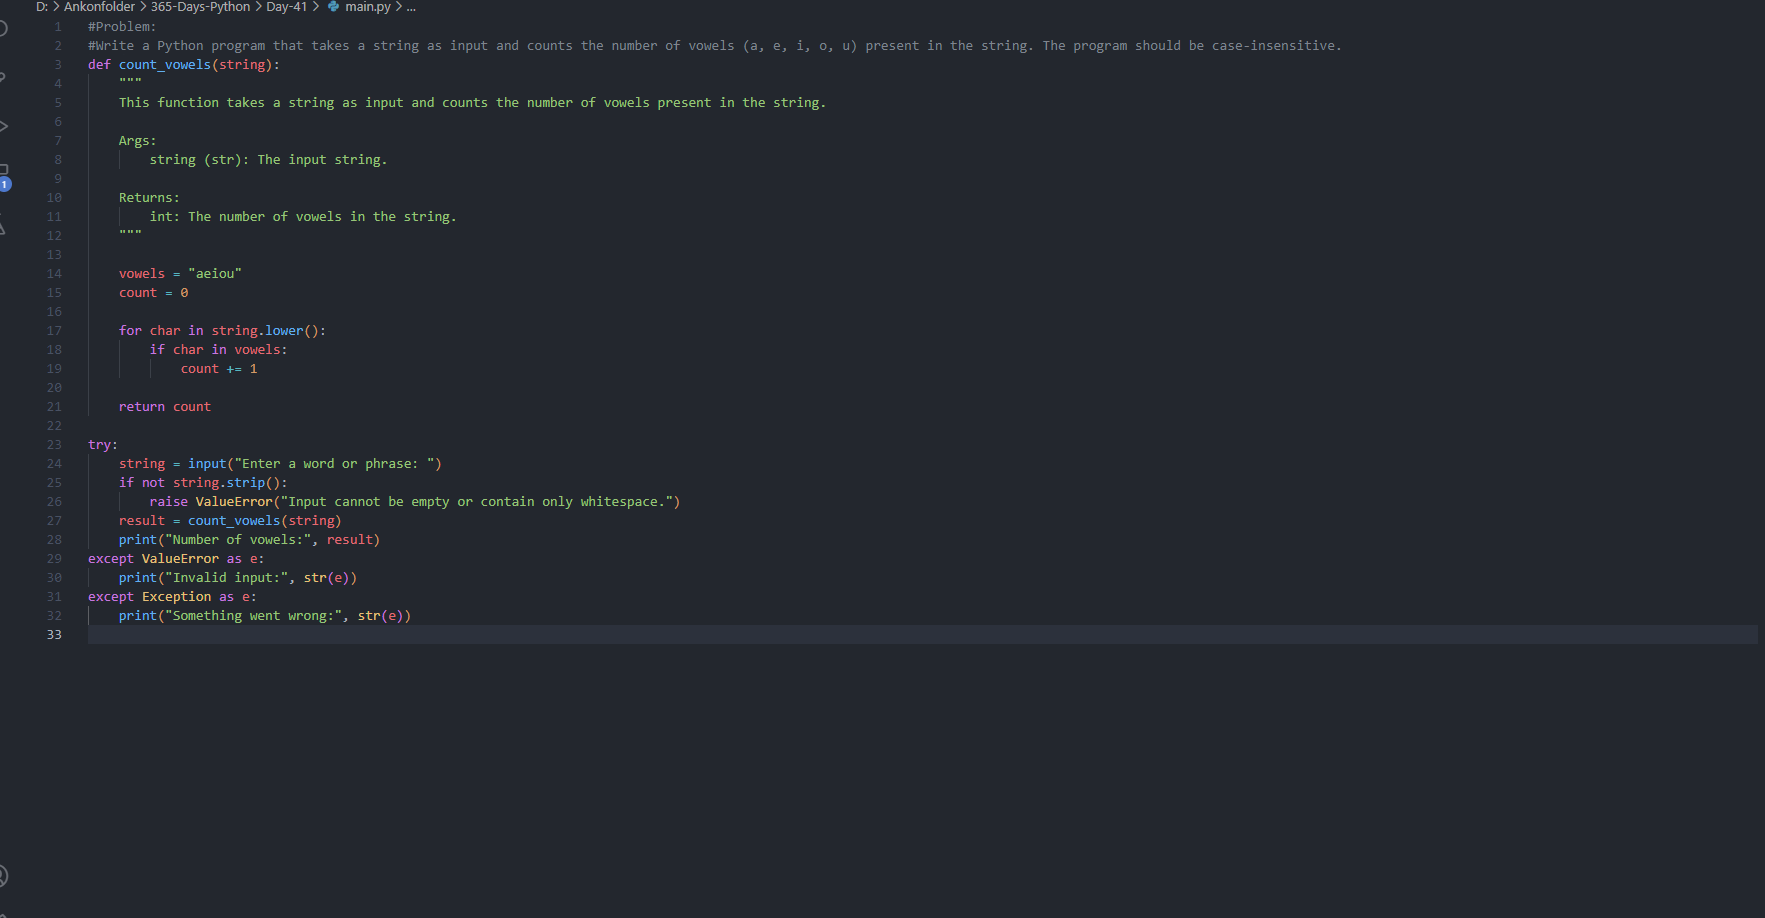 D: > Ankonfolder > 365-Days-Python > Day-41 > main.py > ...
1 #Problem:
2 #Write a Python program that takes a string as input and counts the number of vowels (a, e, i, o, u) present in the string. The program should be case-insensitive.
3 def count_vowels(string):
4     """
5     This function takes a string as input and counts the number of vowels present in the string.
6
7     Args:
8         string (str): The input string.
9
10     Returns:
11         int: The number of vowels in the string.
12     """
13
14     vowels = "aeiou"
15     count = 0
16
17     for char in string.lower():
18         if char in vowels:
19             count += 1
20
21     return count
22
23 try:
24     string = input("Enter a word or phrase: ")
25     if not string.strip():
26         raise ValueError("Input cannot be empty or contain only whitespace.")
27     result = count_vowels(string)
28     print("Number of vowels:", result)
29 except ValueError as e:
30     print("Invalid input:", str(e))
31 except Exception as e:
32     print("Something went wrong:", str(e))
33
1